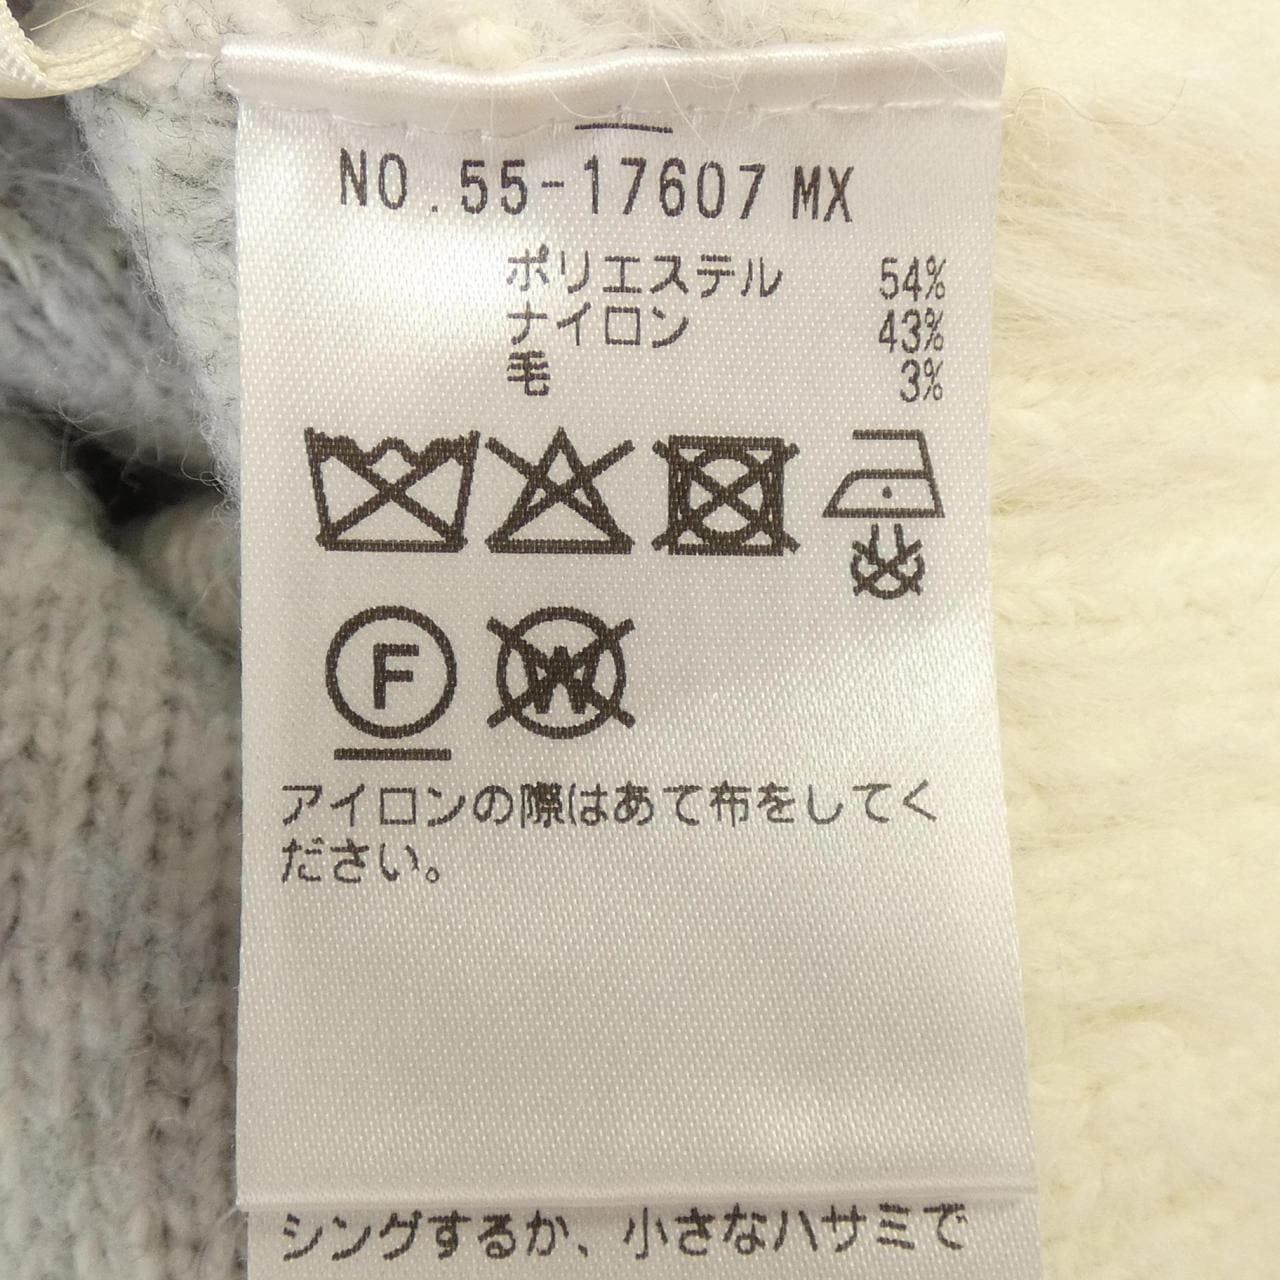 NO.55-17607 MX
ポリエステル 54%
ナイロン 43%
毛 3%
F W
アイロンの際はあて布をしてく
ださい。
シングするか、小さなハサミで